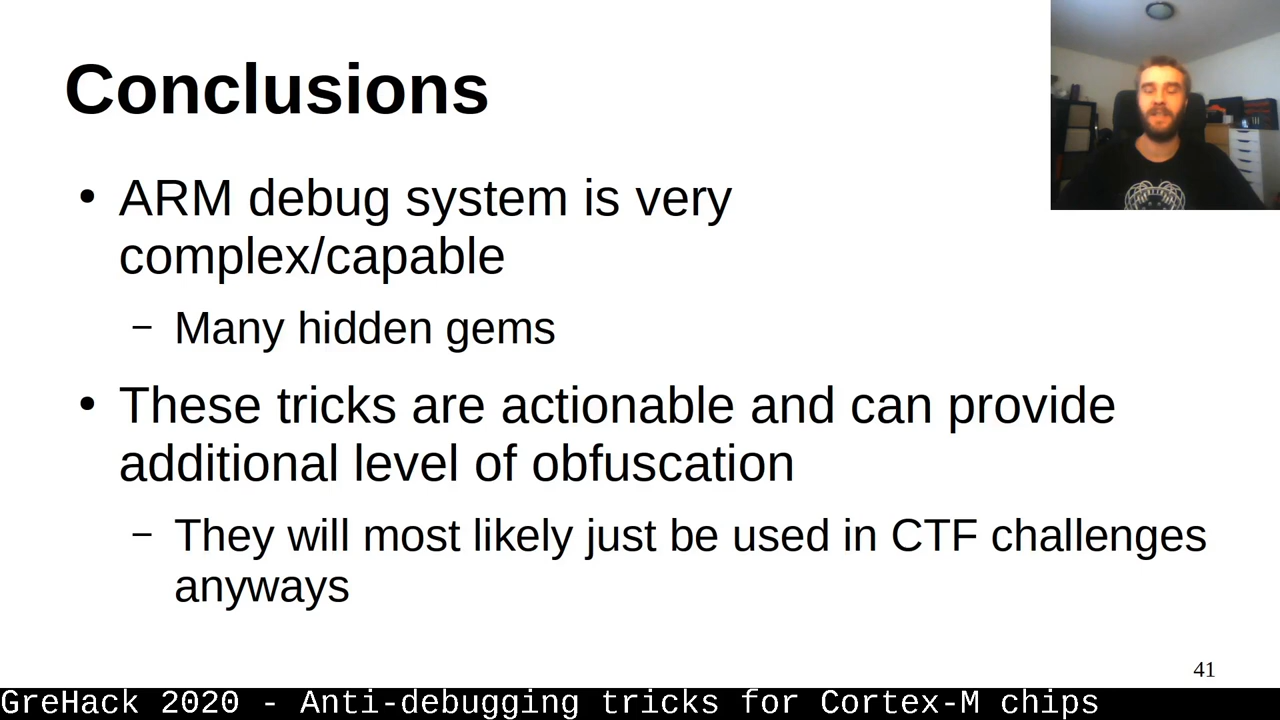 Conclusions
• ARM debug system is very
complex/capable
– Many hidden gems
• These tricks are actionable and can provide
additional level of obfuscation
– They will most likely just be used in CTF challenges
anyways
41
GreHack 2020 - Anti-debugging tricks for Cortex-M chips